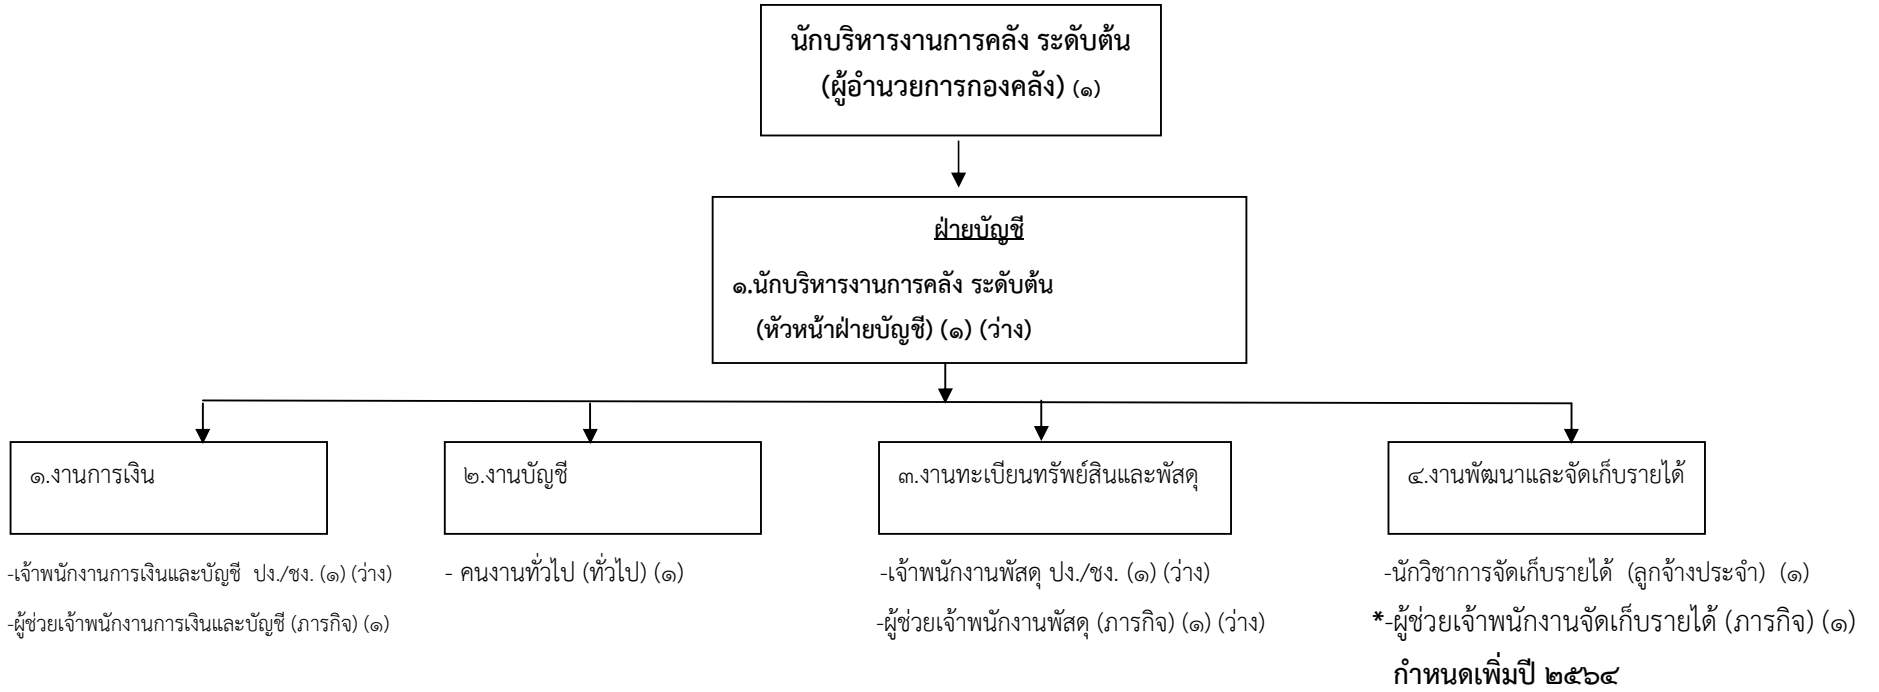 นักบริหารงานการคลัง ระดับต้น
(ผู้อำนวยการกองคลัง) (๑)
ฝ่ายบัญชี
๑.นักบริหารงานการคลัง ระดับต้น
(หัวหน้าฝ่ายบัญชี) (๑) (ว่าง)
๑.งานการเงิน
-เจ้าพนักงานการเงินและบัญชี ปง./ชง. (๑) (ว่าง)
-ผู้ช่วยเจ้าพนักงานการเงินและบัญชี (ภารกิจ) (๑)
๒.งานบัญชี
- คนงานทั่วไป (ทั่วไป) (๑)
๓.งานทะเบียนทรัพย์สินและพัสดุ
-เจ้าพนักงานพัสดุ ปง./ชง. (๑) (ว่าง)
-ผู้ช่วยเจ้าพนักงานพัสดุ (ภารกิจ) (๑) (ว่าง)
๔.งานพัฒนาและจัดเก็บรายได้
-นักวิชาการจัดเก็บรายได้ (ลูกจ้างประจำ) (๑)
*-ผู้ช่วยเจ้าพนักงานจัดเก็บรายได้ (ภารกิจ) (๑)
กำหนดเพิ่มปี ๒๕๖๔